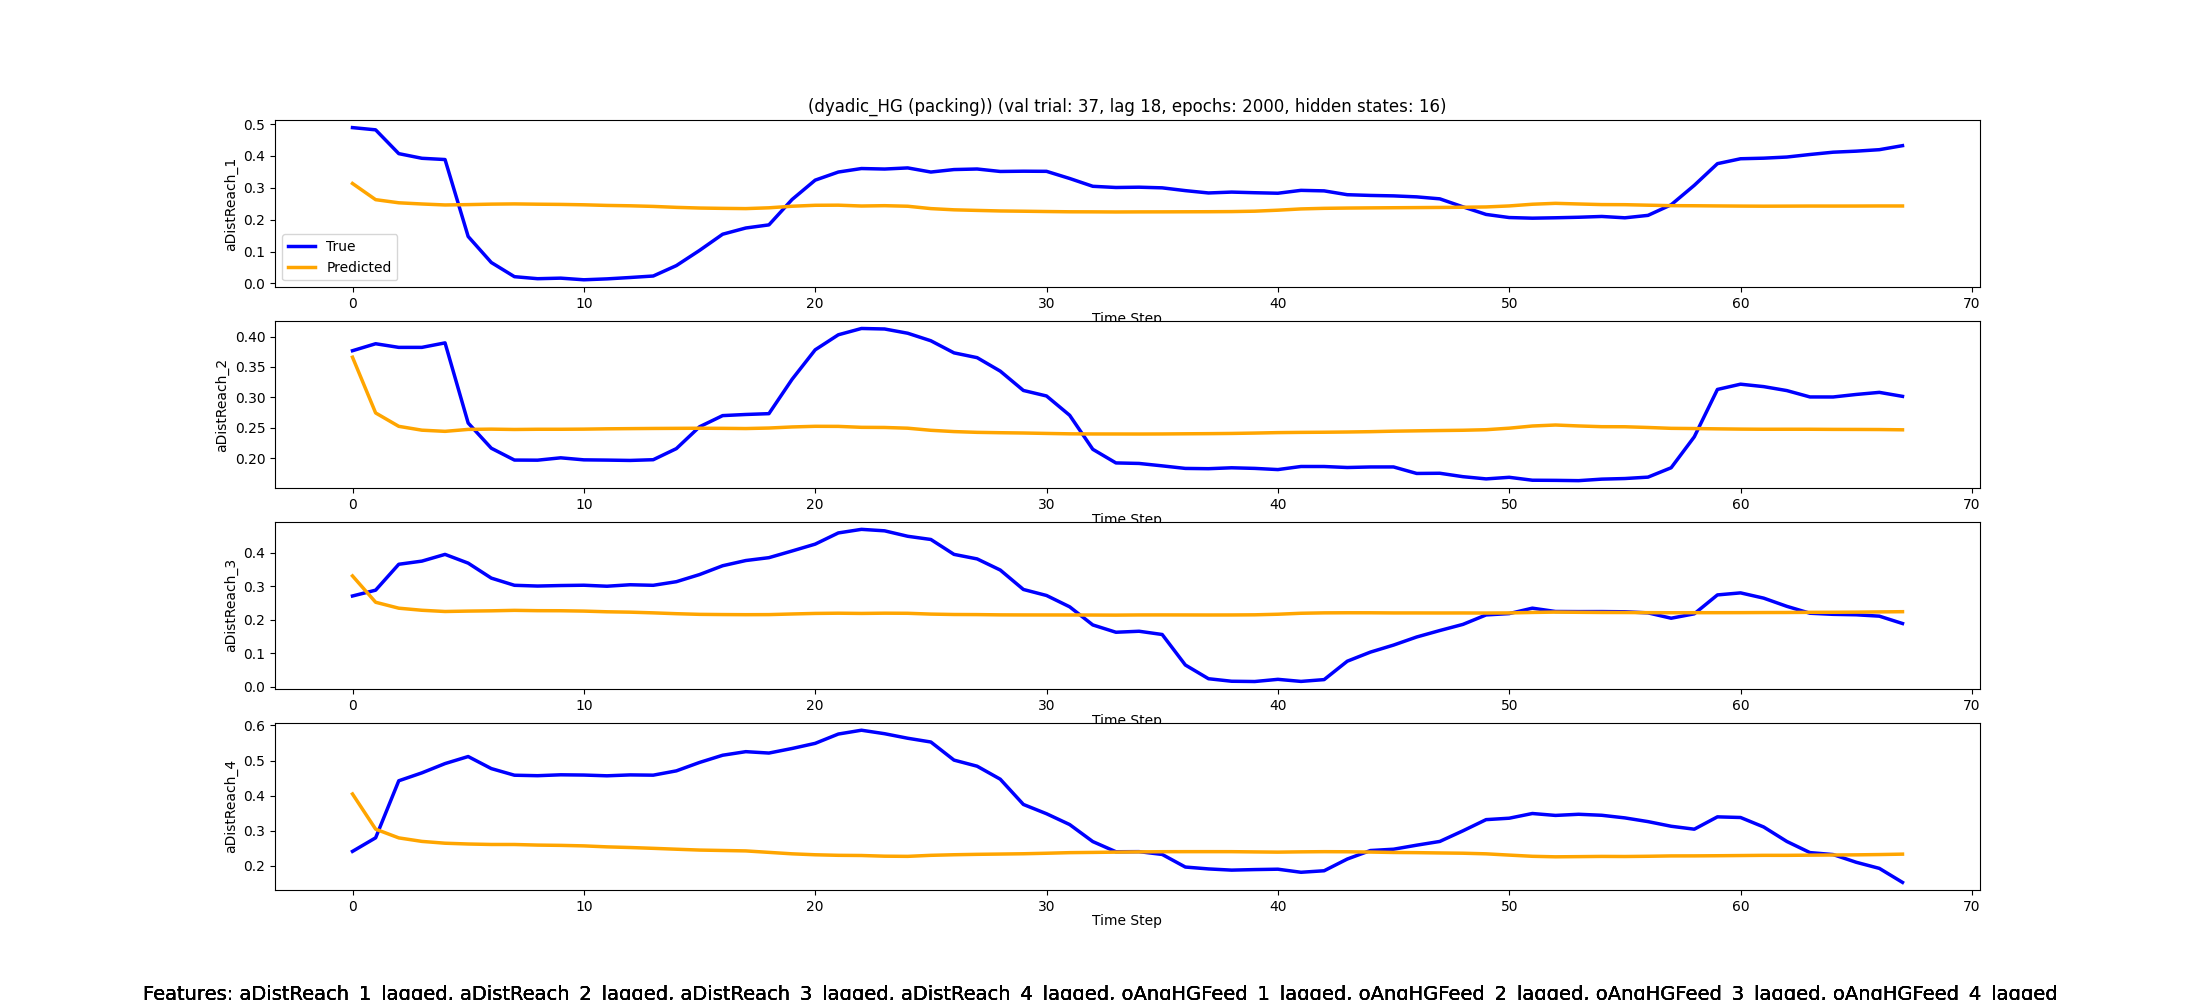 (dyadic_HG (packing)) (val trial: 37, lag 18, epochs: 2000, hidden states: 16)
aDistReach_1
0.5
0.4
0.3
0.2
0.1
0.0
True
Predicted
0 10 20 30 40 50 60 70
Time Step
aDistReach_2
0.40
0.35
0.30
0.25
0.20
0 10 20 30 40 50 60 70
Time Step
aDistReach_3
0.4
0.3
0.2
0.1
0.0
0 10 20 30 40 50 60 70
Time Step
aDistReach_4
0.6
0.5
0.4
0.3
0.2
0 10 20 30 40 50 60 70
Time Step
Features: aDistReach_1_lagged, aDistReach_2_lagged, aDistReach_3_lagged, aDistReach_4_lagged, oAngHGFeed_1_lagged, oAngHGFeed_2_lagged, oAngHGFeed_3_lagged, oAngHGFeed_4_lagged